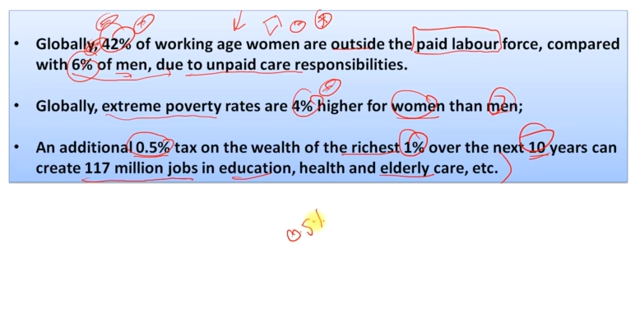 • Globally, 42% of working age women are outside the paid labour force, compared
with 6% of men, due to unpaid care responsibilities.
• Globally, extreme poverty rates are 4% higher for women than men;
• An additional 0.5% tax on the wealth of the richest 1% over the next 10 years can
create 117 million jobs in education, health and elderly care, etc.